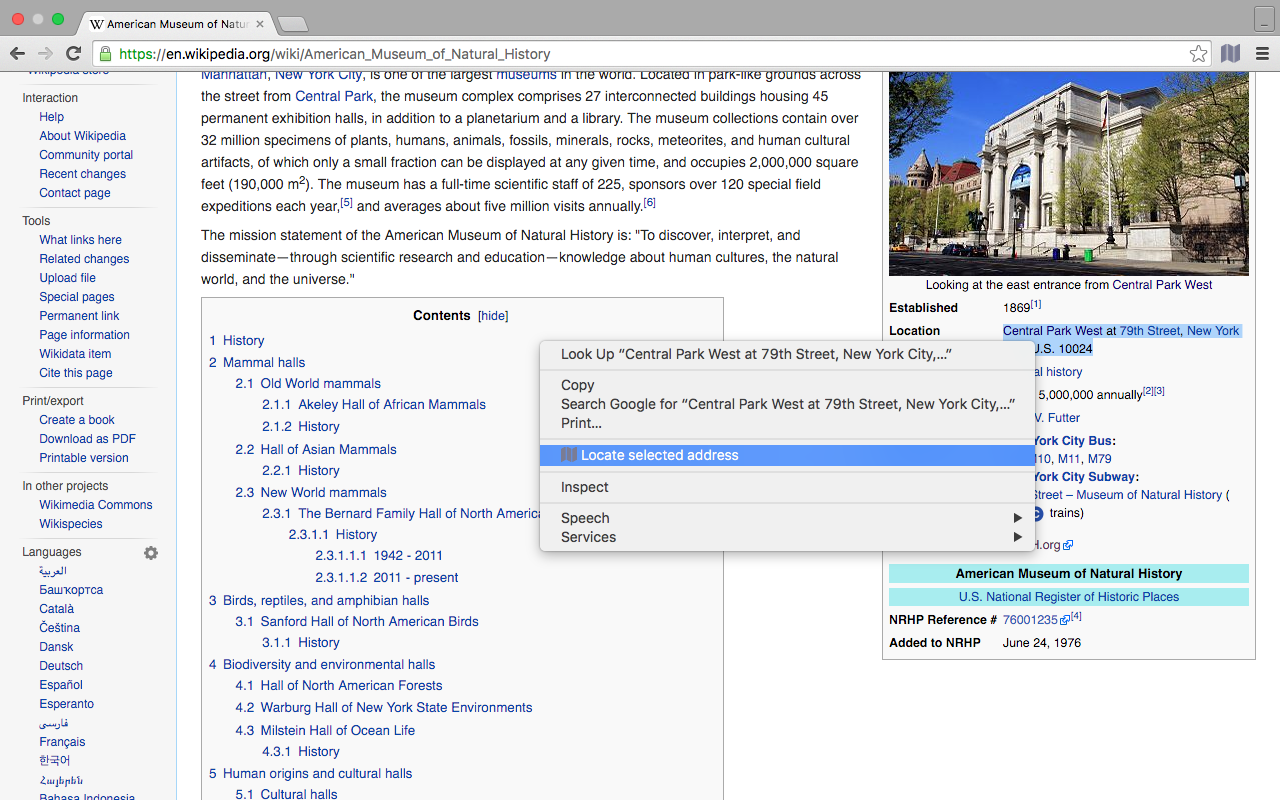 American Museum of Natur
https://en.wikipedia.org/wiki/American_Museum_of_Natural_History
Wikipedia store
Interaction
Help
About Wikipedia
Community portal
Recent changes
Contact page
Tools
What links here
Related changes
Upload file
Special pages
Permanent link
Page information
Wikidata item
Cite this page
Print/export
Create a book
Download as PDF
Printable version
In other projects
Wikimedia Commons
Wikispecies
Languages
العربية
Башҡортса
Català
Čeština
Dansk
Deutsch
Español
Esperanto
فارسی
Français
한국어
Հայերեն
Bahasa Indonesia
Manhattan, New York City, is one of the largest museums in the world. Located in park-like grounds across
the street from Central Park, the museum complex comprises 27 interconnected buildings housing 45
permanent exhibition halls, in addition to a planetarium and a library. The museum collections contain over
32 million specimens of plants, humans, animals, fossils, minerals, rocks, meteorites, and human cultural
artifacts, of which only a small fraction can be displayed at any given time, and occupies 2,000,000 square
feet (190,000 m2). The museum has a full-time scientific staff of 225, sponsors over 120 special field
expeditions each year,[5] and averages about five million visits annually.[6]
The mission statement of the American Museum of Natural History is: "To discover, interpret, and
disseminate—through scientific research and education—knowledge about human cultures, the natural
world, and the universe."
Contents [hide]
1 History
2 Mammal halls
2.1 Old World mammals
2.1.1 Akeley Hall of African Mammals
2.1.2 History
2.2 Hall of Asian Mammals
2.2.1 History
2.3 New World mammals
2.3.1 The Bernard Family Hall of North America
2.3.1.1 History
2.3.1.1.1 1942 - 2011
2.3.1.1.2 2011 - present
3 Birds, reptiles, and amphibian halls
3.1 Sanford Hall of North American Birds
3.1.1 History
4 Biodiversity and environmental halls
4.1 Hall of North American Forests
4.2 Warburg Hall of New York State Environments
4.3 Milstein Hall of Ocean Life
4.3.1 History
5 Human origins and cultural halls
5.1 Cultural halls
Look Up “Central Park West at 79th Street, New York City,...”
Copy
Search Google for “Central Park West at 79th Street, New York City,...”
Print...
Locate selected address
Inspect
Speech
Services
Looking at the east entrance from Central Park West
Established 1869[1]
Location Central Park West at 79th Street, New York
U.S. 10024
al history
5,000,000 annually[2][3]
V. Futter
York City Bus:
M10, M11, M79
York City Subway:
Street – Museum of Natural History (
C trains)
H.org
American Museum of Natural History
U.S. National Register of Historic Places
NRHP Reference # 76001235[4]
Added to NRHP June 24, 1976